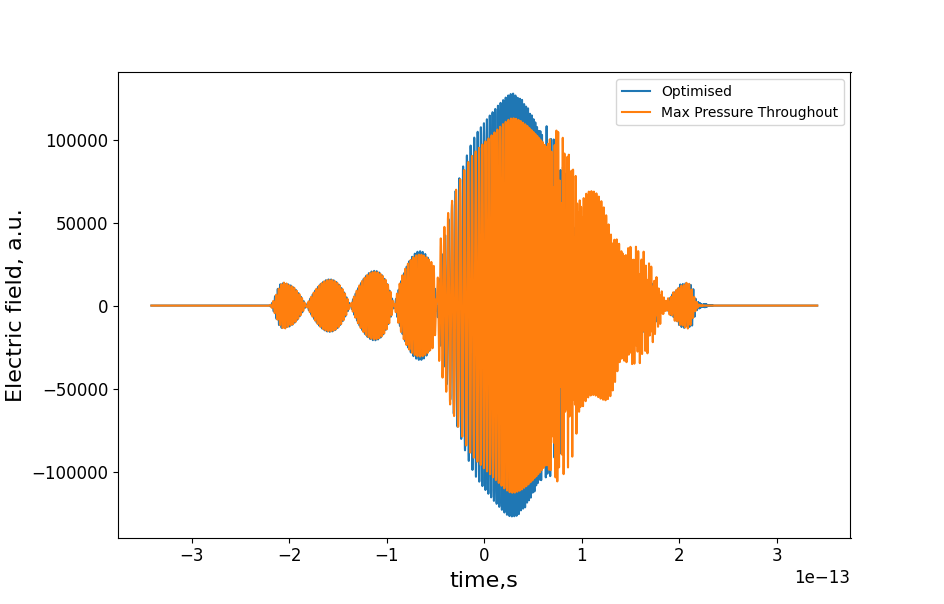 Optimised
Max Pressure Throughout
100000
50000
0
−50000
−100000
Electric field, a.u.
−3 −2 −1 0 1 2 3
1e−13
time,s